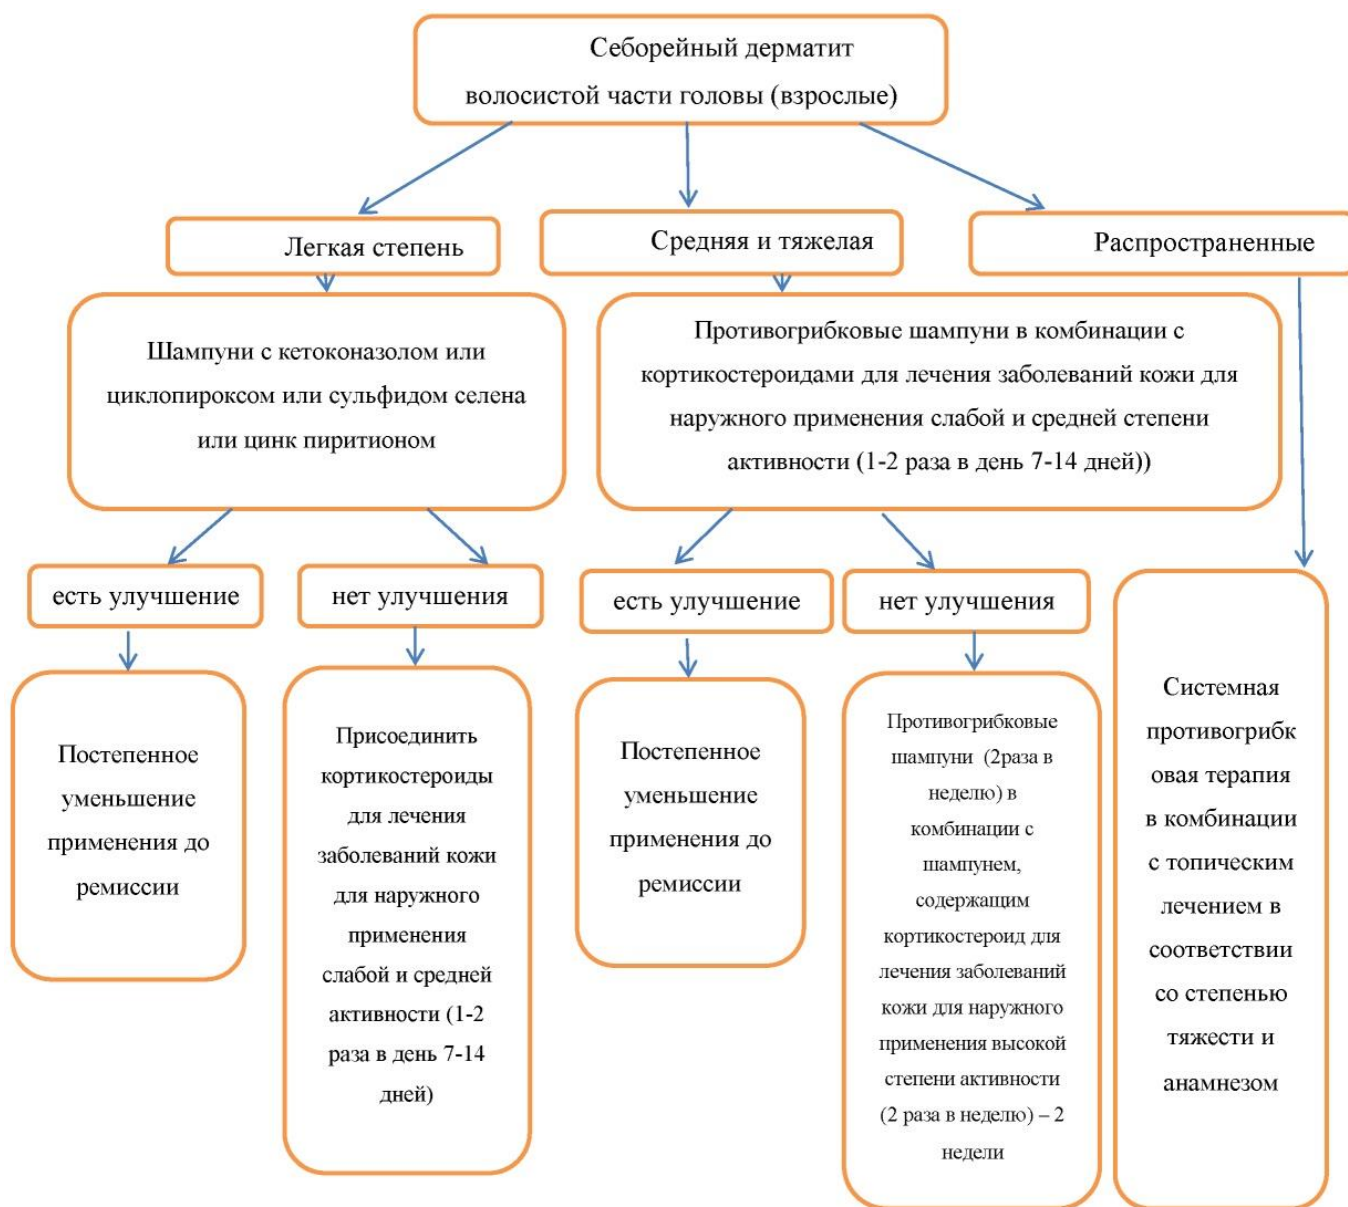 Себорейный дерматит
волосистой части головы (взрослые)
Легкая степень
Средняя и тяжелая
Распространенные
Шампуни с кетоконазолом или
циклопироксом или сульфидом селена
или цинк пиритионом
Противогрибковые шампуни в комбинации с
кортикостероидами для лечения заболеваний кожи для
наружного применения слабой и средней степени
активности (1-2 раза в день 7-14 дней))
есть улучшение
нет улучшения
есть улучшение
нет улучшения
Постепенное
уменьшение
применения до
ремиссии
Присоединить
кортикостероиды
для лечения
заболеваний кожи
для наружного
применения
слабой и средней
активности (1-2
раза в день 7-14
дней)
Постепенное
уменьшение
применения до
ремиссии
Противогрибковые
шампуни (2раза в
неделю) в
комбинации с
шампунем,
содержащим
кортикостероид для
лечения заболеваний
кожи для наружного
применения высокой
степени активности
(2 раза в неделю) – 2
недели
Системная
противогрибк
овая терапия
в комбинации
с топическим
лечением в
соответствии
со степенью
тяжести и
анамнезом